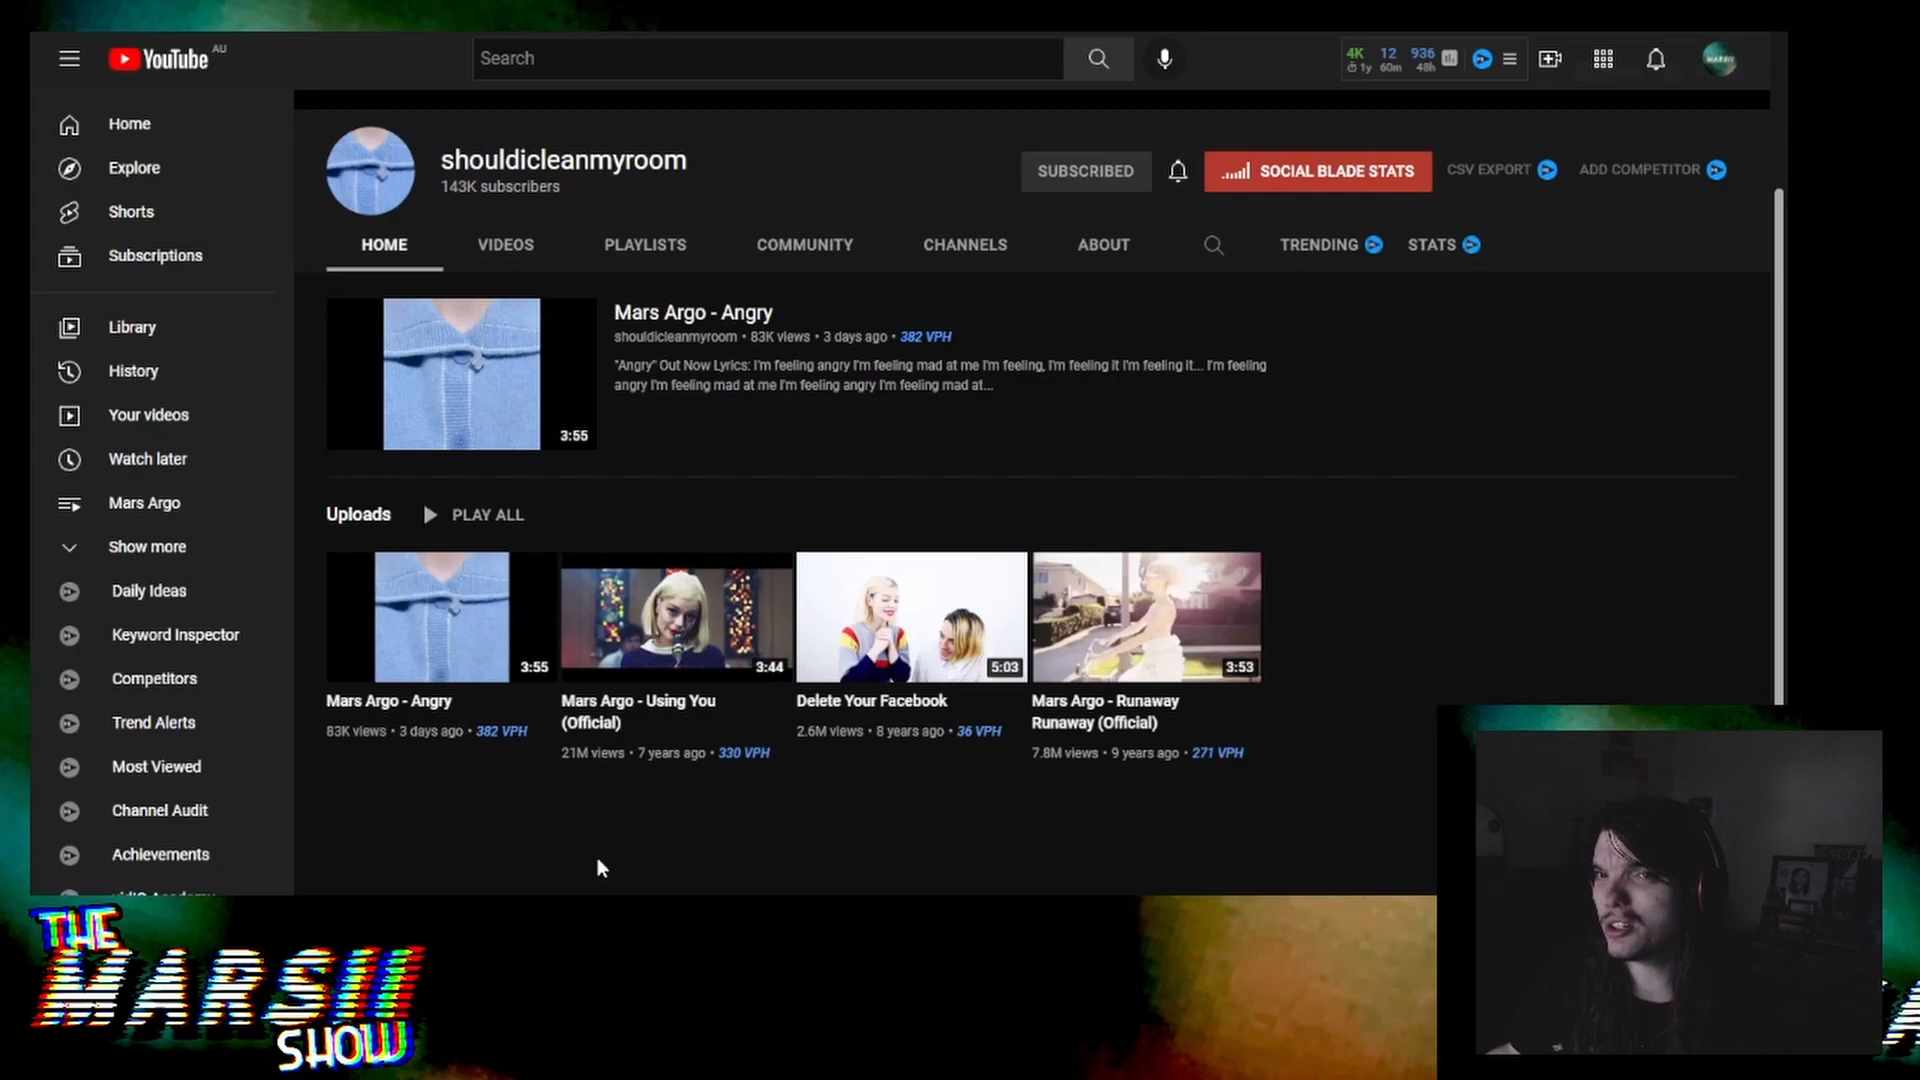 YouTube AU
Search
4K 12 936
1y 60m 48h
MARSII
Home
Explore
Shorts
Subscriptions
Library
History
Your videos
Watch later
Mars Argo
Show more
Daily Ideas
Keyword Inspector
Competitors
Trend Alerts
Most Viewed
Channel Audit
Achievements
shouldicleanmyroom
143K subscribers
SUBSCRIBED
SOCIAL BLADE STATS
CSV EXPORT
ADD COMPETITOR
HOME VIDEOS PLAYLISTS COMMUNITY CHANNELS ABOUT TRENDING STATS
3:55
Mars Argo - Angry
shouldicleanmyroom • 83K views • 3 days ago • 382 VPH
"Angry" Out Now Lyrics: I'm feeling angry I'm feeling mad at me I'm feeling, I'm feeling it I'm feeling it... I'm feeling
angry I'm feeling mad at me I'm feeling angry I'm feeling mad at...
Uploads PLAY ALL
3:55
Mars Argo - Angry
83K views • 3 days ago • 382 VPH
3:44
Mars Argo - Using You
(Official)
21M views • 7 years ago • 330 VPH
5:03
Delete Your Facebook
2.6M views • 8 years ago • 36 VPH
3:53
Mars Argo - Runaway
Runaway (Official)
7.8M views • 9 years ago • 271 VPH
THE
MARSII
SHOW